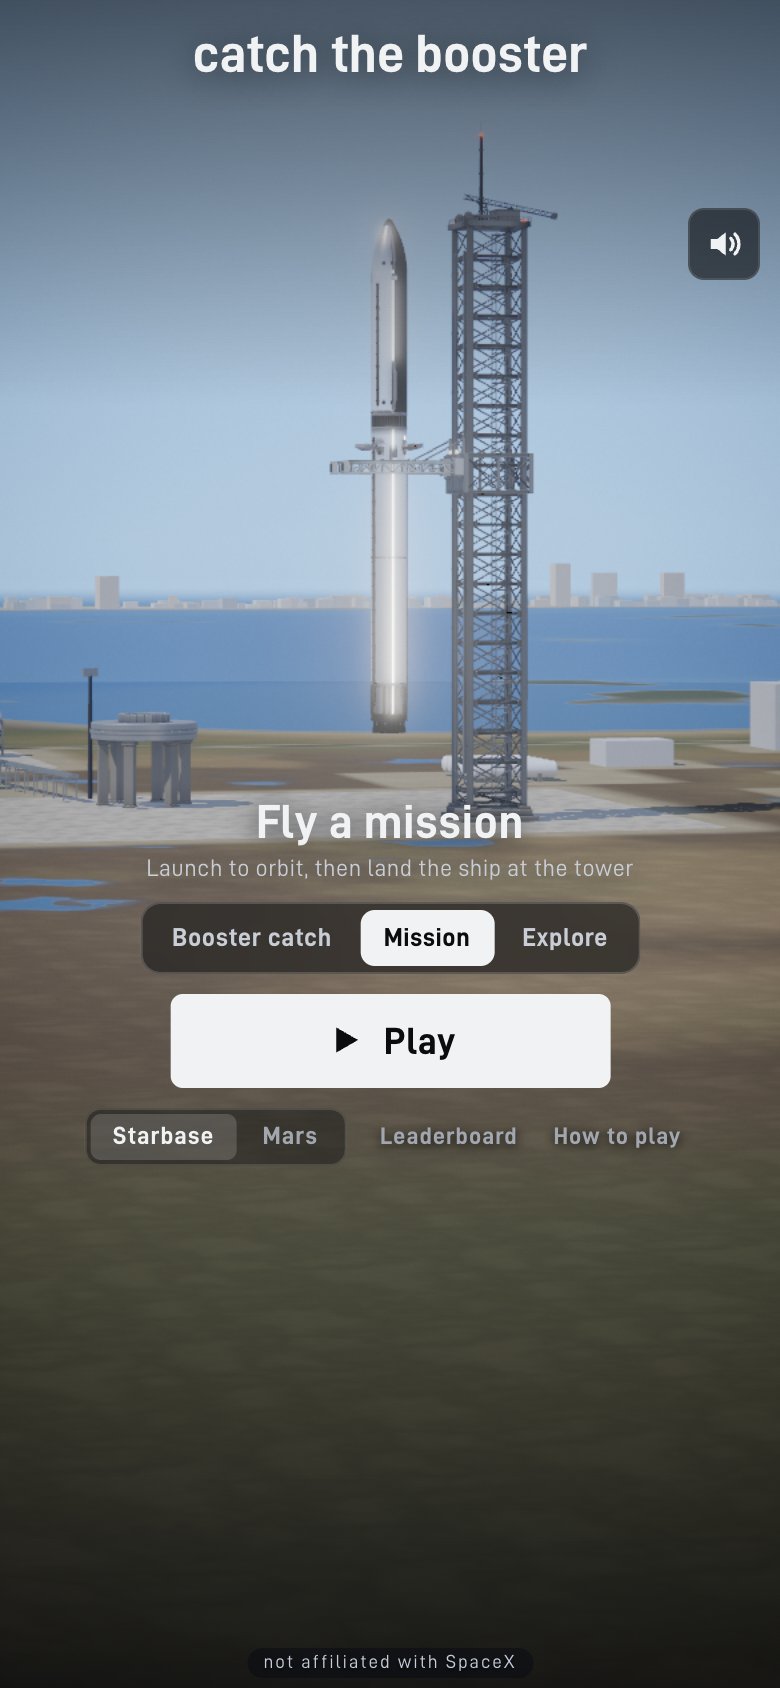 catch the booster
Fly a mission
Launch to orbit, then land the ship at the tower
Booster catch Mission Explore
Play
Starbase Mars Leaderboard How to play
not affiliated with SpaceX